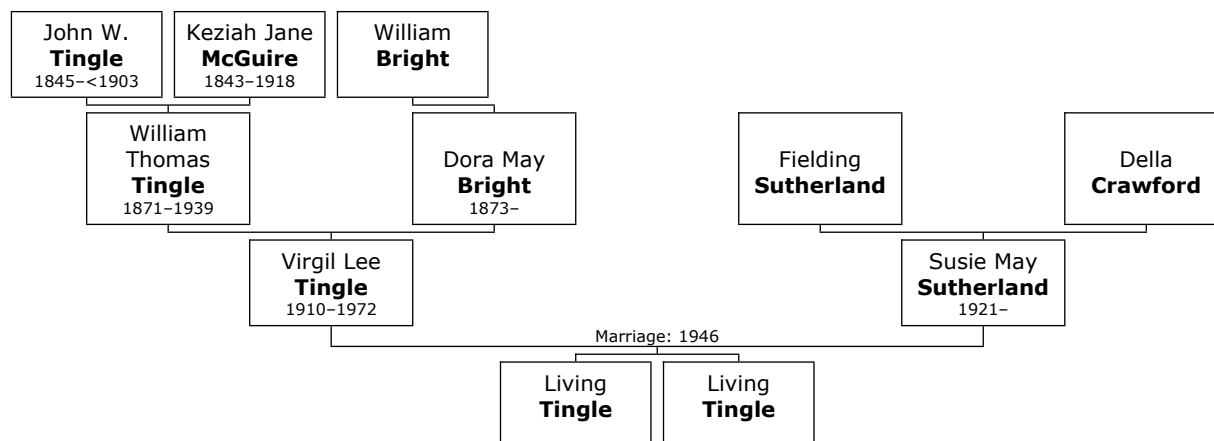 John W.
Tingle
1845–<1903
Keziah Jane
McGuire
1843–1918
William
Bright
William
Thomas
Tingle
1871–1939
Dora May
Bright
1873–
Fielding
Sutherland
Della
Crawford
Virgil Lee
Tingle
1910–1972
Susie May
Sutherland
1921–
Marriage: 1946
Living
Tingle
Living
Tingle